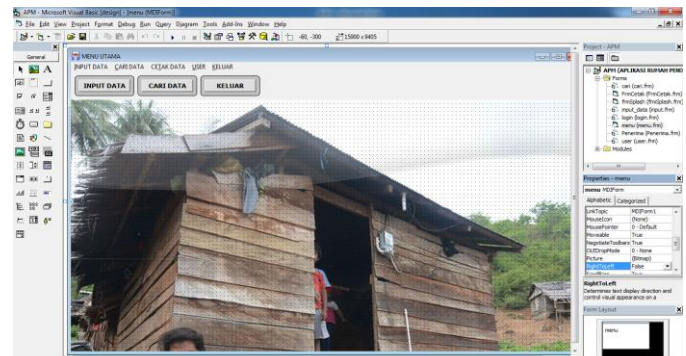 APM - Microsoft Visual Basic [design] - [menu (MDIForm)]
File Edit View Project Format Debug Run Query Diagram Tools Add-Ins Window Help
-60, -300 15000 x 9405
General
MENU UTAMA
INPUT DATA CARI DATA CETAK DATA USER KELUAR
INPUT DATA CARI DATA KELUAR
Project - APM
APM (APLIKASI RUMAH PEND
Forms
cari (cari.frm)
FrmCetak (FrmCetak.frm)
frmSplash (frmSplash.frm)
input_data (input.frm)
login (login.frm)
menu (menu.frm)
Penerima (Penerima.frm)
user (user.frm)
Modules
Properties - menu
menu MDIForm
Alphabetic Categorized
LinkTopic MDIForm1
MouseIcon (None)
MousePointer 0 - Default
Moveable True
NegotiateToolbars True
OLEDropMode 0 - None
Picture (Bitmap)
RightToLeft False
ScrollBars True
RightToLeft
Determines text display direction and
control visual appearance on a
Form Layout
menu